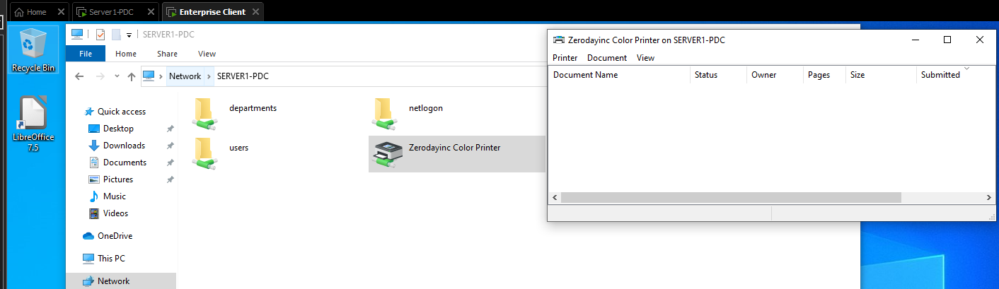 Home
Server1-PDC
Enterprise Client
Recycle Bin
LibreOffice
7.5
SERVER1-PDC
File Home Share View
Network SERVER1-PDC
Quick access
Desktop
Downloads
Documents
Pictures
Music
Videos
OneDrive
This PC
Network
departments
netlogon
users
Zerodayinc Color Printer
Zerodayinc Color Printer on SERVER1-PDC
Printer Document View
Document Name Status Owner Pages Size Submitted